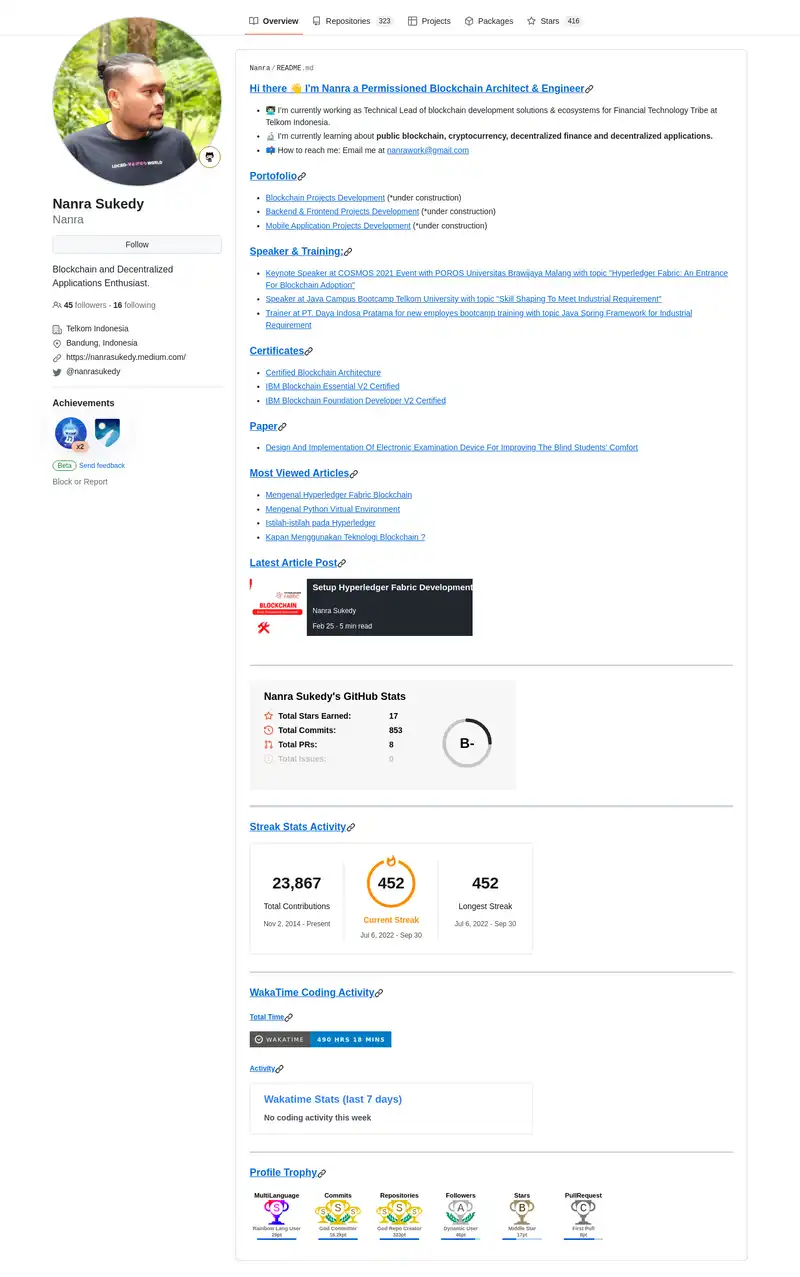 Overview
Repositories 323
Projects
Packages
Stars 416
Nanra Sukedy
Nanra
Follow
Blockchain and Decentralized
Applications Enthusiast.
45 followers · 16 following
Telkom Indonesia
Bandung, Indonesia
https://nanrasukedy.medium.com/
@nanrasukedy
Achievements
x2
Beta Send feedback
Block or Report
Nanra / README.md
Hi there 👋 I'm Nanra a Permissioned Blockchain Architect & Engineer
👨‍💻 I'm currently working as Technical Lead of blockchain development solutions & ecosystems for Financial Technology Tribe at
Telkom Indonesia.
🔬 I'm currently learning about public blockchain, cryptocurrency, decentralized finance and decentralized applications.
📫 How to reach me: Email me at nanrawork@gmail.com
Portofolio
Blockchain Projects Development (*under construction)
Backend & Frontend Projects Development (*under construction)
Mobile Application Projects Development (*under construction)
Speaker & Training:
Keynote Speaker at COSMOS 2021 Event with POROS Universitas Brawijaya Malang with topic "Hyperledger Fabric: An Entrance
For Blockchain Adoption"
Speaker at Java Campus Bootcamp Telkom University with topic "Skill Shaping To Meet Industrial Requirement"
Trainer at PT. Daya Indosa Pratama for new employes bootcamp training with topic Java Spring Framework for Industrial
Requirement
Certificates
Certified Blockchain Architecture
IBM Blockchain Essential V2 Certified
IBM Blockchain Foundation Developer V2 Certified
Paper
Design And Implementation Of Electronic Examination Device For Improving The Blind Students' Comfort
Most Viewed Articles
Mengenal Hyperledger Fabric Blockchain
Mengenal Python Virtual Environment
Istilah-istilah pada Hyperledger
Kapan Menggunakan Teknologi Blockchain ?
Latest Article Post
FABRIC
BLOCKCHAIN
Setup Hyperledger Fabric Development
Nanra Sukedy
Feb 25 · 5 min read
Nanra Sukedy's GitHub Stats
Total Stars Earned: 17
Total Commits: 853
Total PRs: 8
Total Issues: 0
B-
Streak Stats Activity
23,867
Total Contributions
Nov 2, 2014 - Present
452
Current Streak
Jul 6, 2022 - Sep 30
452
Longest Streak
Jul 6, 2022 - Sep 30
WakaTime Coding Activity
Total Time
WAKATIME 490 HRS 18 MINS
Activity
Wakatime Stats (last 7 days)
No coding activity this week
Profile Trophy
MultiLanguage
S
Rainbow Lang User
Commits
S S S
God Committer
Repositories
S S S
God Repo Creator
323pt
Followers
A
Dynamic User
Stars
B
Middle Star
17pt
PullRequest
C
First Pull
8pt